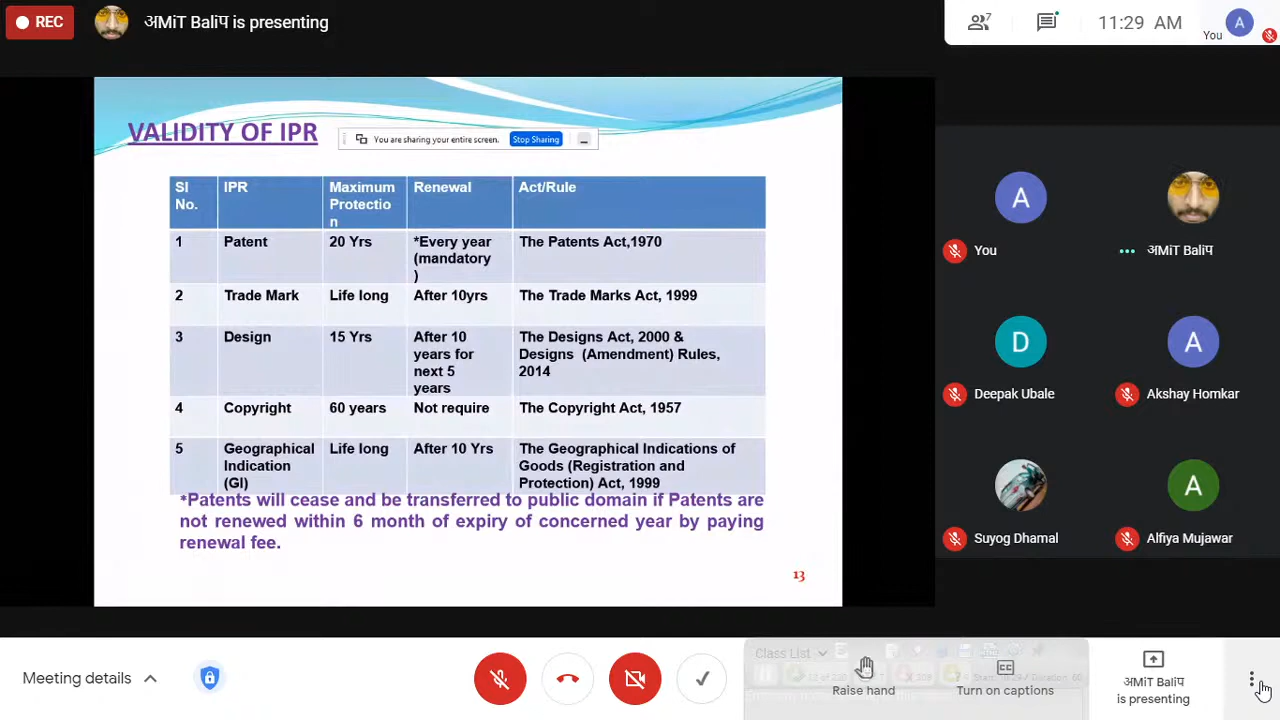 REC
अMiT Baliप is presenting
7
11:29 AM
You
A
VALIDITY OF IPR
You are sharing your entire screen.
Stop Sharing
Sl No.
IPR
Maximum Protectio n
Renewal
Act/Rule
1
Patent
20 Yrs
*Every year (mandatory )
The Patents Act,1970
2
Trade Mark
Life long
After 10yrs
The Trade Marks Act, 1999
3
Design
15 Yrs
After 10 years for next 5 years
The Designs Act, 2000 & Designs (Amendment) Rules, 2014
4
Copyright
60 years
Not require
The Copyright Act, 1957
5
Geographical Indication (GI)
Life long
After 10 Yrs
The Geographical Indications of Goods (Registration and Protection) Act, 1999
*Patents will cease and be transferred to public domain if Patents are
not renewed within 6 month of expiry of concerned year by paying
renewal fee.
13
A
You
अMiT Baliप
D
Deepak Ubale
A
Akshay Homkar
Suyog Dhamal
A
Alfiya Mujawar
Meeting details
Class List
Raise hand
CC
Turn on captions
अMiT Baliप
is presenting